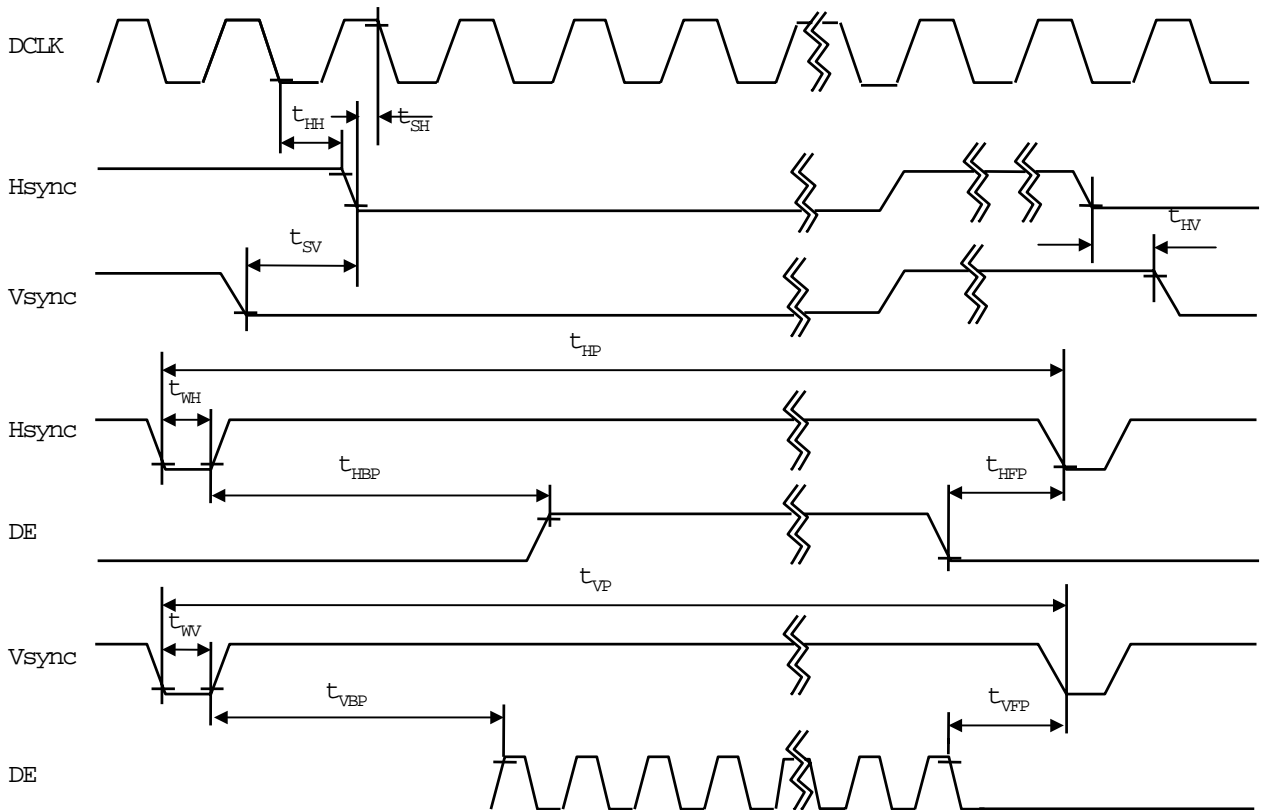 DCLK
tHH
tSH
Hsync
tHV
tSV
Vsync
tHP
tWH
Hsync
tHBP
tHFP
DE
tVP
tWV
Vsync
tVBP
tVFP
DE